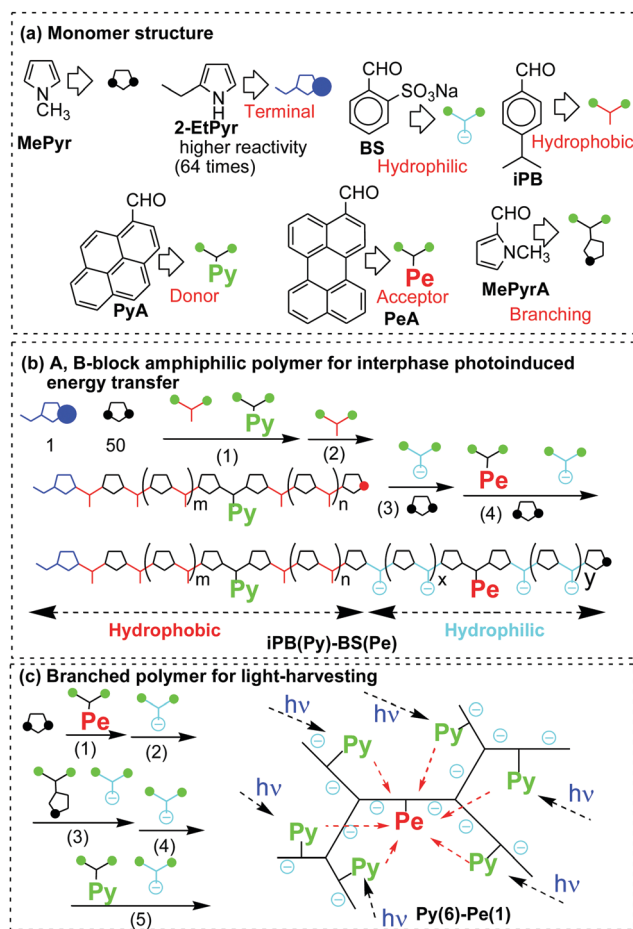 (a) Monomer structure
N
CH3
MePyr
N
H
2-EtPyr
higher reactivity
(64 times)
Terminal
CHO
SO3Na
BS
Hydrophilic
CHO
iPB
Hydrophobic
CHO
PyA
Py
Donor
CHO
PeA
Pe
Acceptor
CHO
N
CH3
MePyrA
Branching
(b) A, B-block amphiphilic polymer for interphase photoinduced
energy transfer
1
50
Py
(1)
(2)
(3)
Pe
(4)
m
Py
n
m
Py
n
x
Pe
y
Hydrophobic
Hydrophilic
iPB(Py)-BS(Pe)
(c) Branched polymer for light-harvesting
Pe
(1)
(2)
(3)
(4)
Py
(5)
hν
hν
Py
Py
hν
Py
hν
Pe
Py
Py
Py
hν
hν
Py(6)-Pe(1)